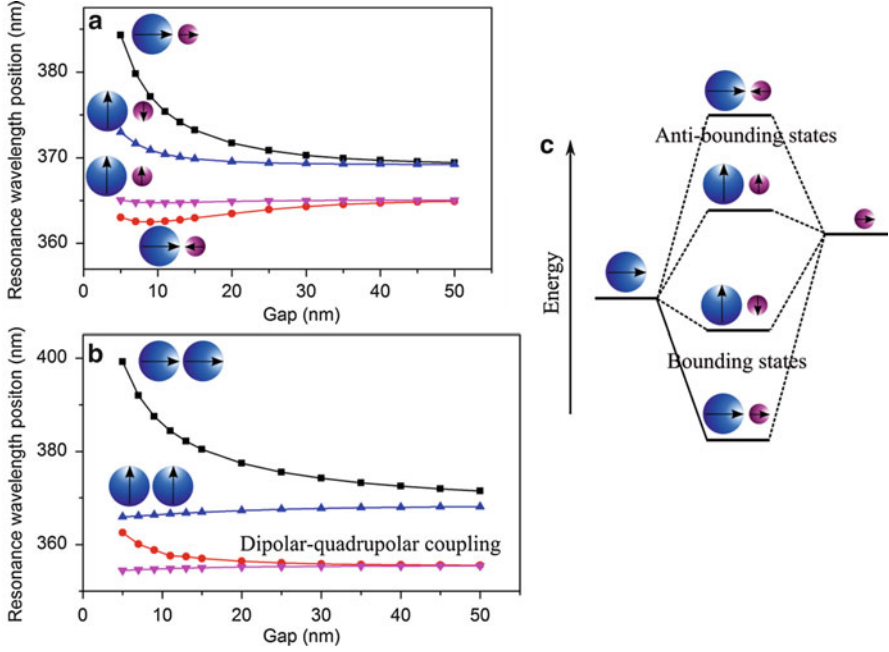 a
Resonance wavelength position (nm)
380
370
360
0
10
20
30
40
50
Gap (nm)
b
Resonance wavelength positon (nm)
400
380
360
Dipolar-quadrupolar coupling
0
10
20
30
40
50
Gap (nm)
c
Energy
Anti-bounding states
Bounding states